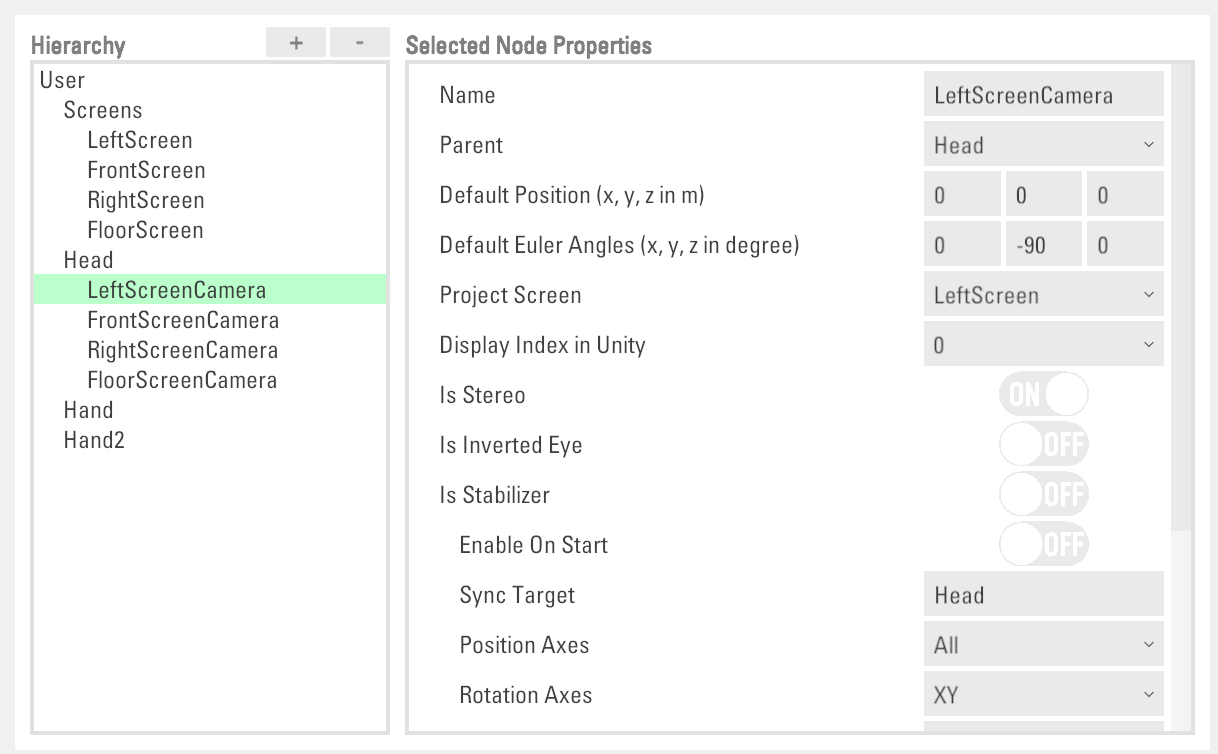 Hierarchy
+ -
User
Screens
LeftScreen
FrontScreen
RightScreen
FloorScreen
Head
LeftScreenCamera
FrontScreenCamera
RightScreenCamera
FloorScreenCamera
Hand
Hand2
Selected Node Properties
Name LeftScreenCamera
Parent Head
Default Position (x, y, z in m) 0 0 0
Default Euler Angles (x, y, z in degree) 0 -90 0
Project Screen LeftScreen
Display Index in Unity 0
Is Stereo ON
Is Inverted Eye OFF
Is Stabilizer OFF
Enable On Start OFF
Sync Target Head
Position Axes All
Rotation Axes XY